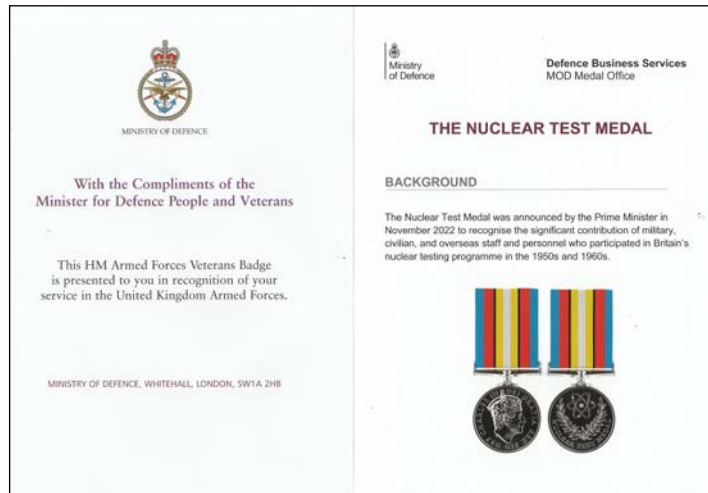 MINISTRY OF DEFENCE
With the Compliments of the
Minister for Defence People and Veterans
This HM Armed Forces Veterans Badge
is presented to you in recognition of your
service in the United Kingdom Armed Forces.
MINISTRY OF DEFENCE, WHITEHALL, LONDON, SW1A 2HB
Ministry
of Defence
Defence Business Services
MOD Medal Office
THE NUCLEAR TEST MEDAL
BACKGROUND
The Nuclear Test Medal was announced by the Prime Minister in
November 2022 to recognise the significant contribution of military,
civilian, and overseas staff and personnel who participated in Britain's
nuclear testing programme in the 1950s and 1960s.